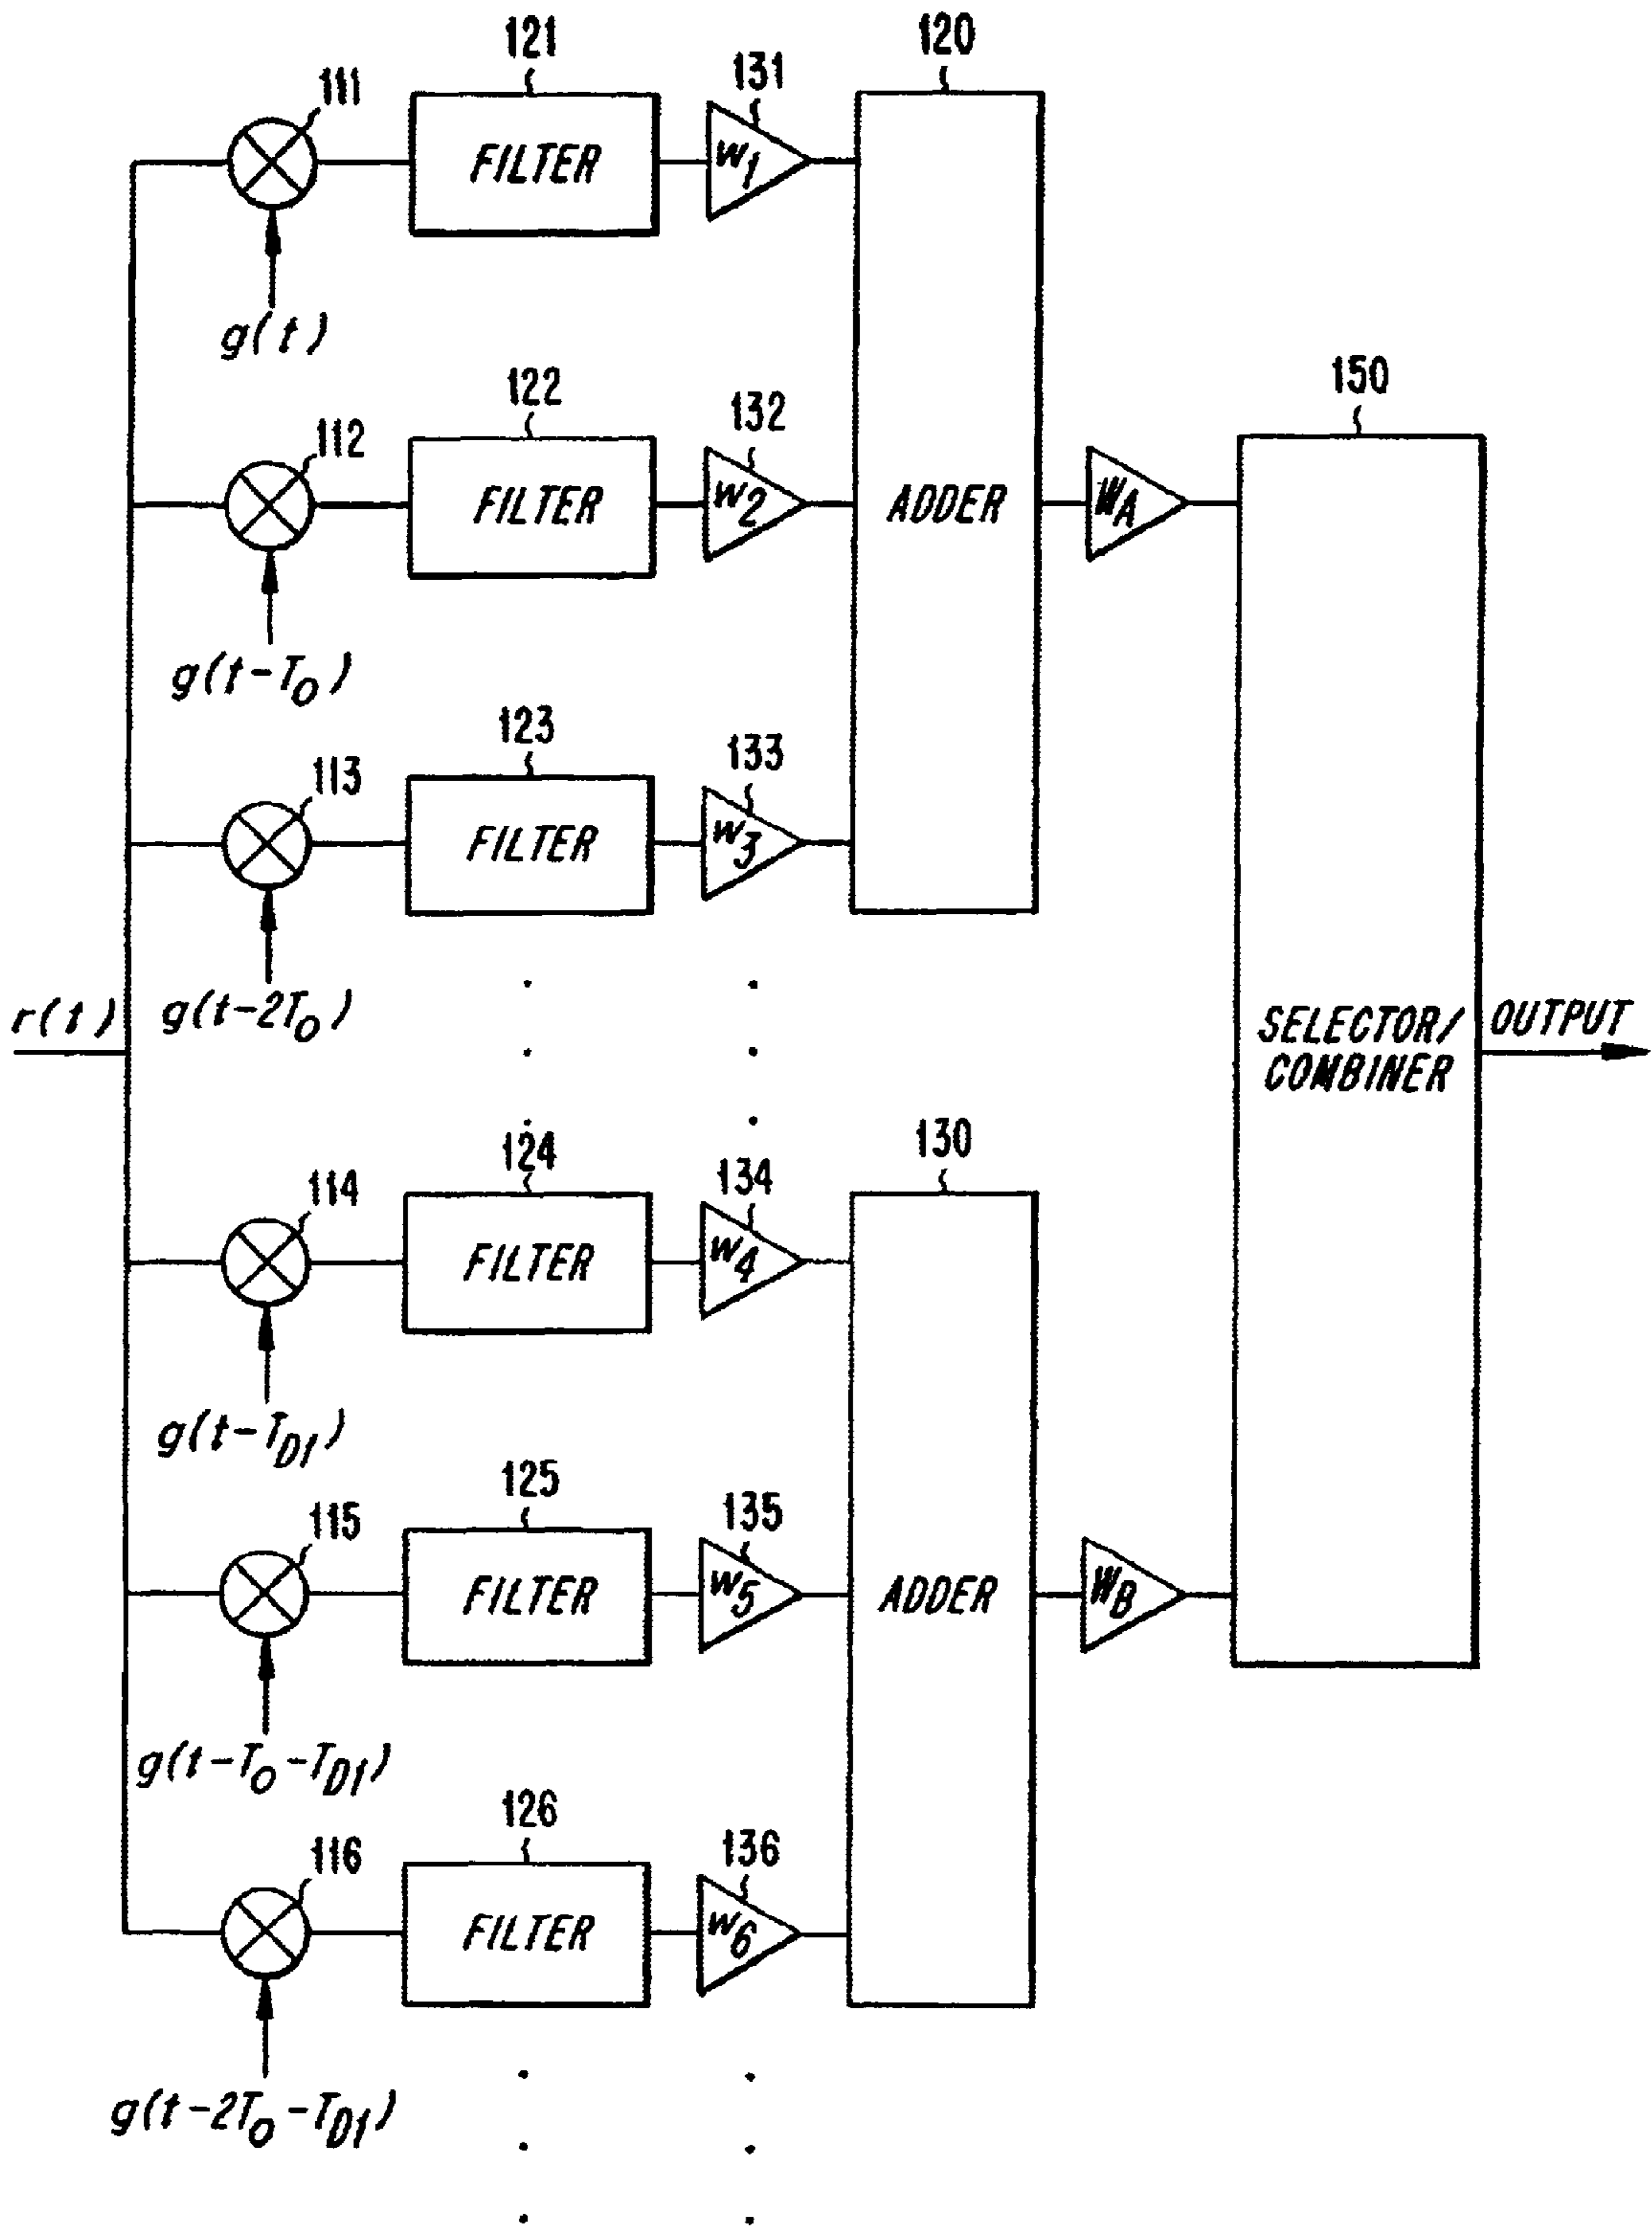 121
120
131
111
FILTER
w1
g(t)
122
150
132
112
FILTER
w2
ADDER
WA
g(t-TO)
123
133
113
FILTER
w3
r(t)
g(t-2TO)
SELECTOR/
COMBINER
OUTPUT
124
130
134
114
FILTER
w4
g(t-TD1)
125
135
115
FILTER
w5
ADDER
WB
g(t-TO-TD1)
126
136
116
FILTER
w6
g(t-2TO-TD1)